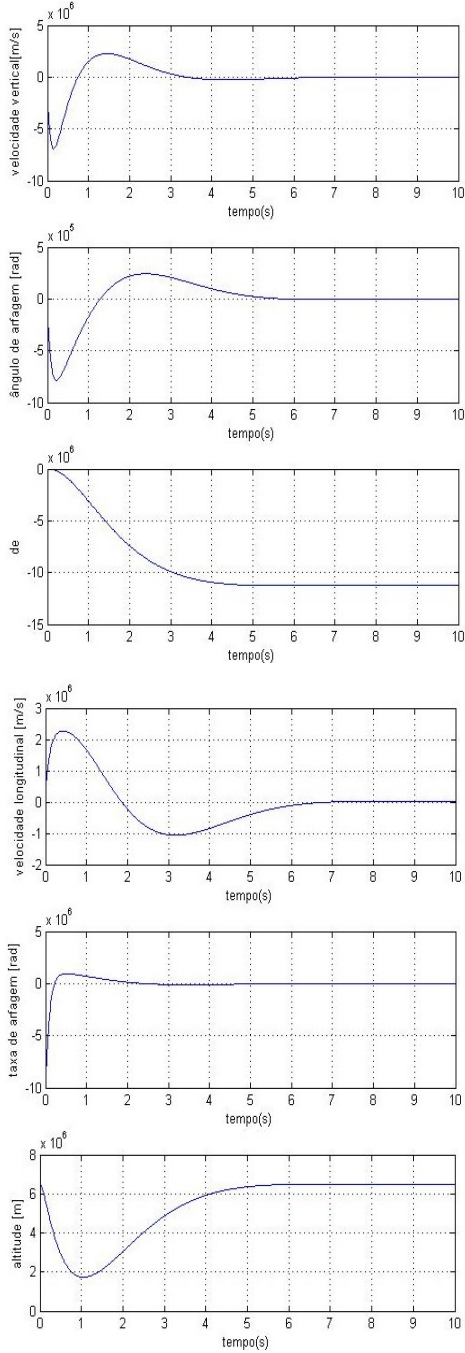 x 10^6
velocidade vertical[m/s]
5
0
-5
-10
0 1 2 3 4 5 6 7 8 9 10
tempo(s)
x 10^5
ângulo de arfagem [rad]
5
0
-5
-10
0 1 2 3 4 5 6 7 8 9 10
tempo(s)
x 10^6
de
0
-5
-10
-15
0 1 2 3 4 5 6 7 8 9 10
tempo(s)
x 10^6
velocidade longitudinal [m/s]
3
2
1
0
-1
-2
0 1 2 3 4 5 6 7 8 9 10
tempo(s)
x 10^6
taxa de arfagem [rad]
5
0
-5
-10
0 1 2 3 4 5 6 7 8 9 10
tempo(s)
x 10^6
altitude [m]
8
6
4
2
0
0 1 2 3 4 5 6 7 8 9 10
tempo(s)